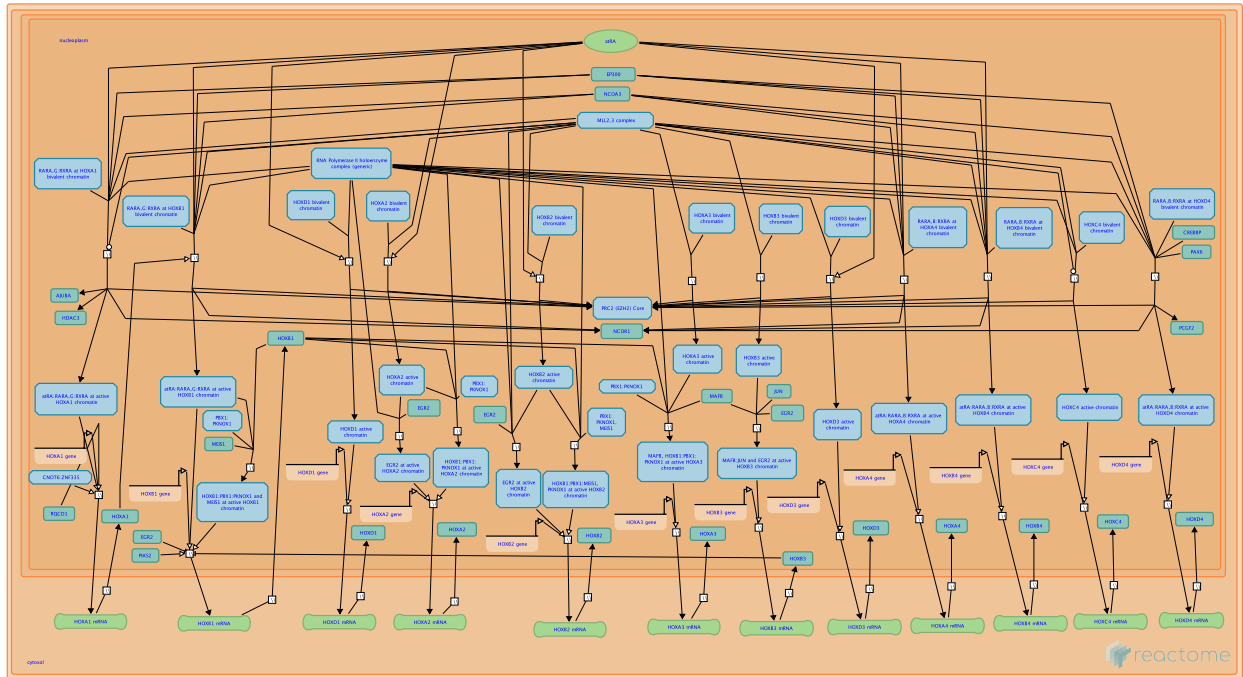 nucleoplasm
atRA
EP300
NCOA3
MLL2,3 complex
RNA Polymerase II holoenzyme
complex (generic)
RARA,G:RXRA at HOXA1
bivalent chromatin
RARA,G:RXRA at HOXB1
bivalent chromatin
HOXD1 bivalent
chromatin
HOXA2 bivalent
chromatin
HOXB2 bivalent
chromatin
HOXA3 bivalent
chromatin
HOXB3 bivalent
chromatin
HOXD3 bivalent
chromatin
RARA,B:RXRA at
HOXA4 bivalent
chromatin
RARA,B:RXRA at
HOXB4 bivalent
chromatin
HOXC4 bivalent
chromatin
RARA,B:RXRA at HOXD4
bivalent chromatin
CREBBP
PAX6
AJUBA
HDAC3
PRC2 (EZH2) Core
NCOR1
PCGF2
HOXB1
atRA:RARA,G:RXRA at active
HOXA1 chromatin
atRA:RARA,G:RXRA at active
HOXB1 chromatin
PBX1:
PKNOX1
MEIS1
HOXA2 active
chromatin
PBX1:
PKNOX1
EGR2
HOXD1 active
chromatin
HOXB2 active
chromatin
EGR2
PBX1:
PKNOX1,
MEIS1
HOXA3 active
chromatin
PBX1:PKNOX1
MAFB
HOXB3 active
chromatin
JUN
EGR2
HOXD3 active
chromatin
atRA:RARA,B:RXRA at active
HOXA4 chromatin
atRA:RARA,B:RXRA at active
HOXB4 chromatin
HOXC4 active chromatin
atRA:RARA,B:RXRA at active
HOXD4 chromatin
HOXA1 gene
CNOT6:ZNF335
RQCD1
HOXA1
HOXB1 gene
HOXB1:PBX1:PKNOX1 and
MEIS1 at active HOXB1
chromatin
EGR2
PIAS2
HOXD1 gene
HOXD1
EGR2 at active
HOXA2 chromatin
HOXB1:PBX1:
PKNOX1 at active
HOXA2 chromatin
HOXA2 gene
HOXA2
EGR2 at active
HOXB2
chromatin
HOXB1:PBX1:MEIS1,
PKNOX1 at active HOXB2
chromatin
HOXB2 gene
HOXB2
MAFB, HOXB1:PBX1:
PKNOX1 at active HOXA3
chromatin
HOXA3 gene
HOXA3
MAFB:JUN and EGR2 at active
HOXB3 chromatin
HOXB3 gene
HOXB3
HOXD3 gene
HOXD3
HOXA4 gene
HOXA4
HOXB4 gene
HOXB4
HOXC4 gene
HOXC4
HOXD4 gene
HOXD4
HOXA1 mRNA
HOXB1 mRNA
HOXD1 mRNA
HOXA2 mRNA
HOXB2 mRNA
HOXA3 mRNA
HOXB3 mRNA
HOXD3 mRNA
HOXA4 mRNA
HOXB4 mRNA
HOXC4 mRNA
HOXD4 mRNA
cytosol
reactome